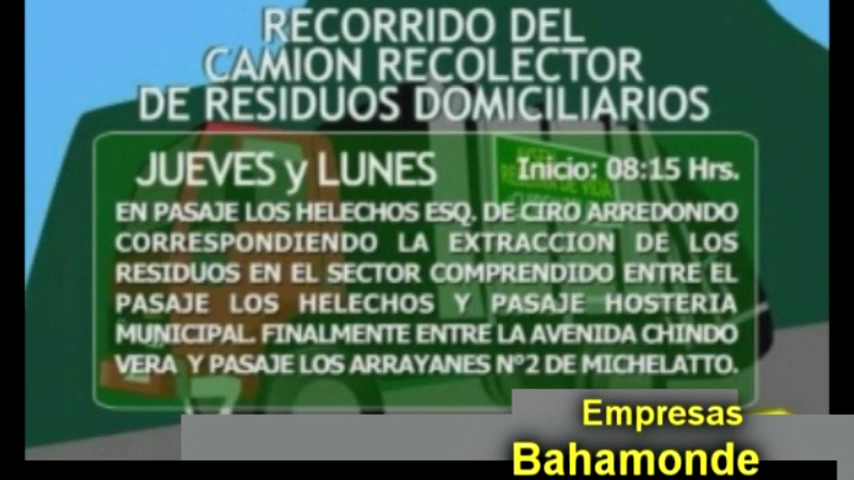 RECORRIDO DEL
CAMION RECOLECTOR
DE RESIDUOS DOMICILIARIOS
JUEVES y LUNES Inicio: 08:15 Hrs.
EN PASAJE LOS HELECHOS ESQ. DE CIRO ARREDONDO
CORRESPONDIENDO LA EXTRACCION DE LOS
RESIDUOS EN EL SECTOR COMPRENDIDO ENTRE EL
PASAJE LOS HELECHOS Y PASAJE HOSTERIA
MUNICIPAL. FINALMENTE ENTRE LA AVENIDA CHINDO
VERA Y PASAJE LOS ARRAYANES N°2 DE MICHELATTO.
Empresas
Bahamonde